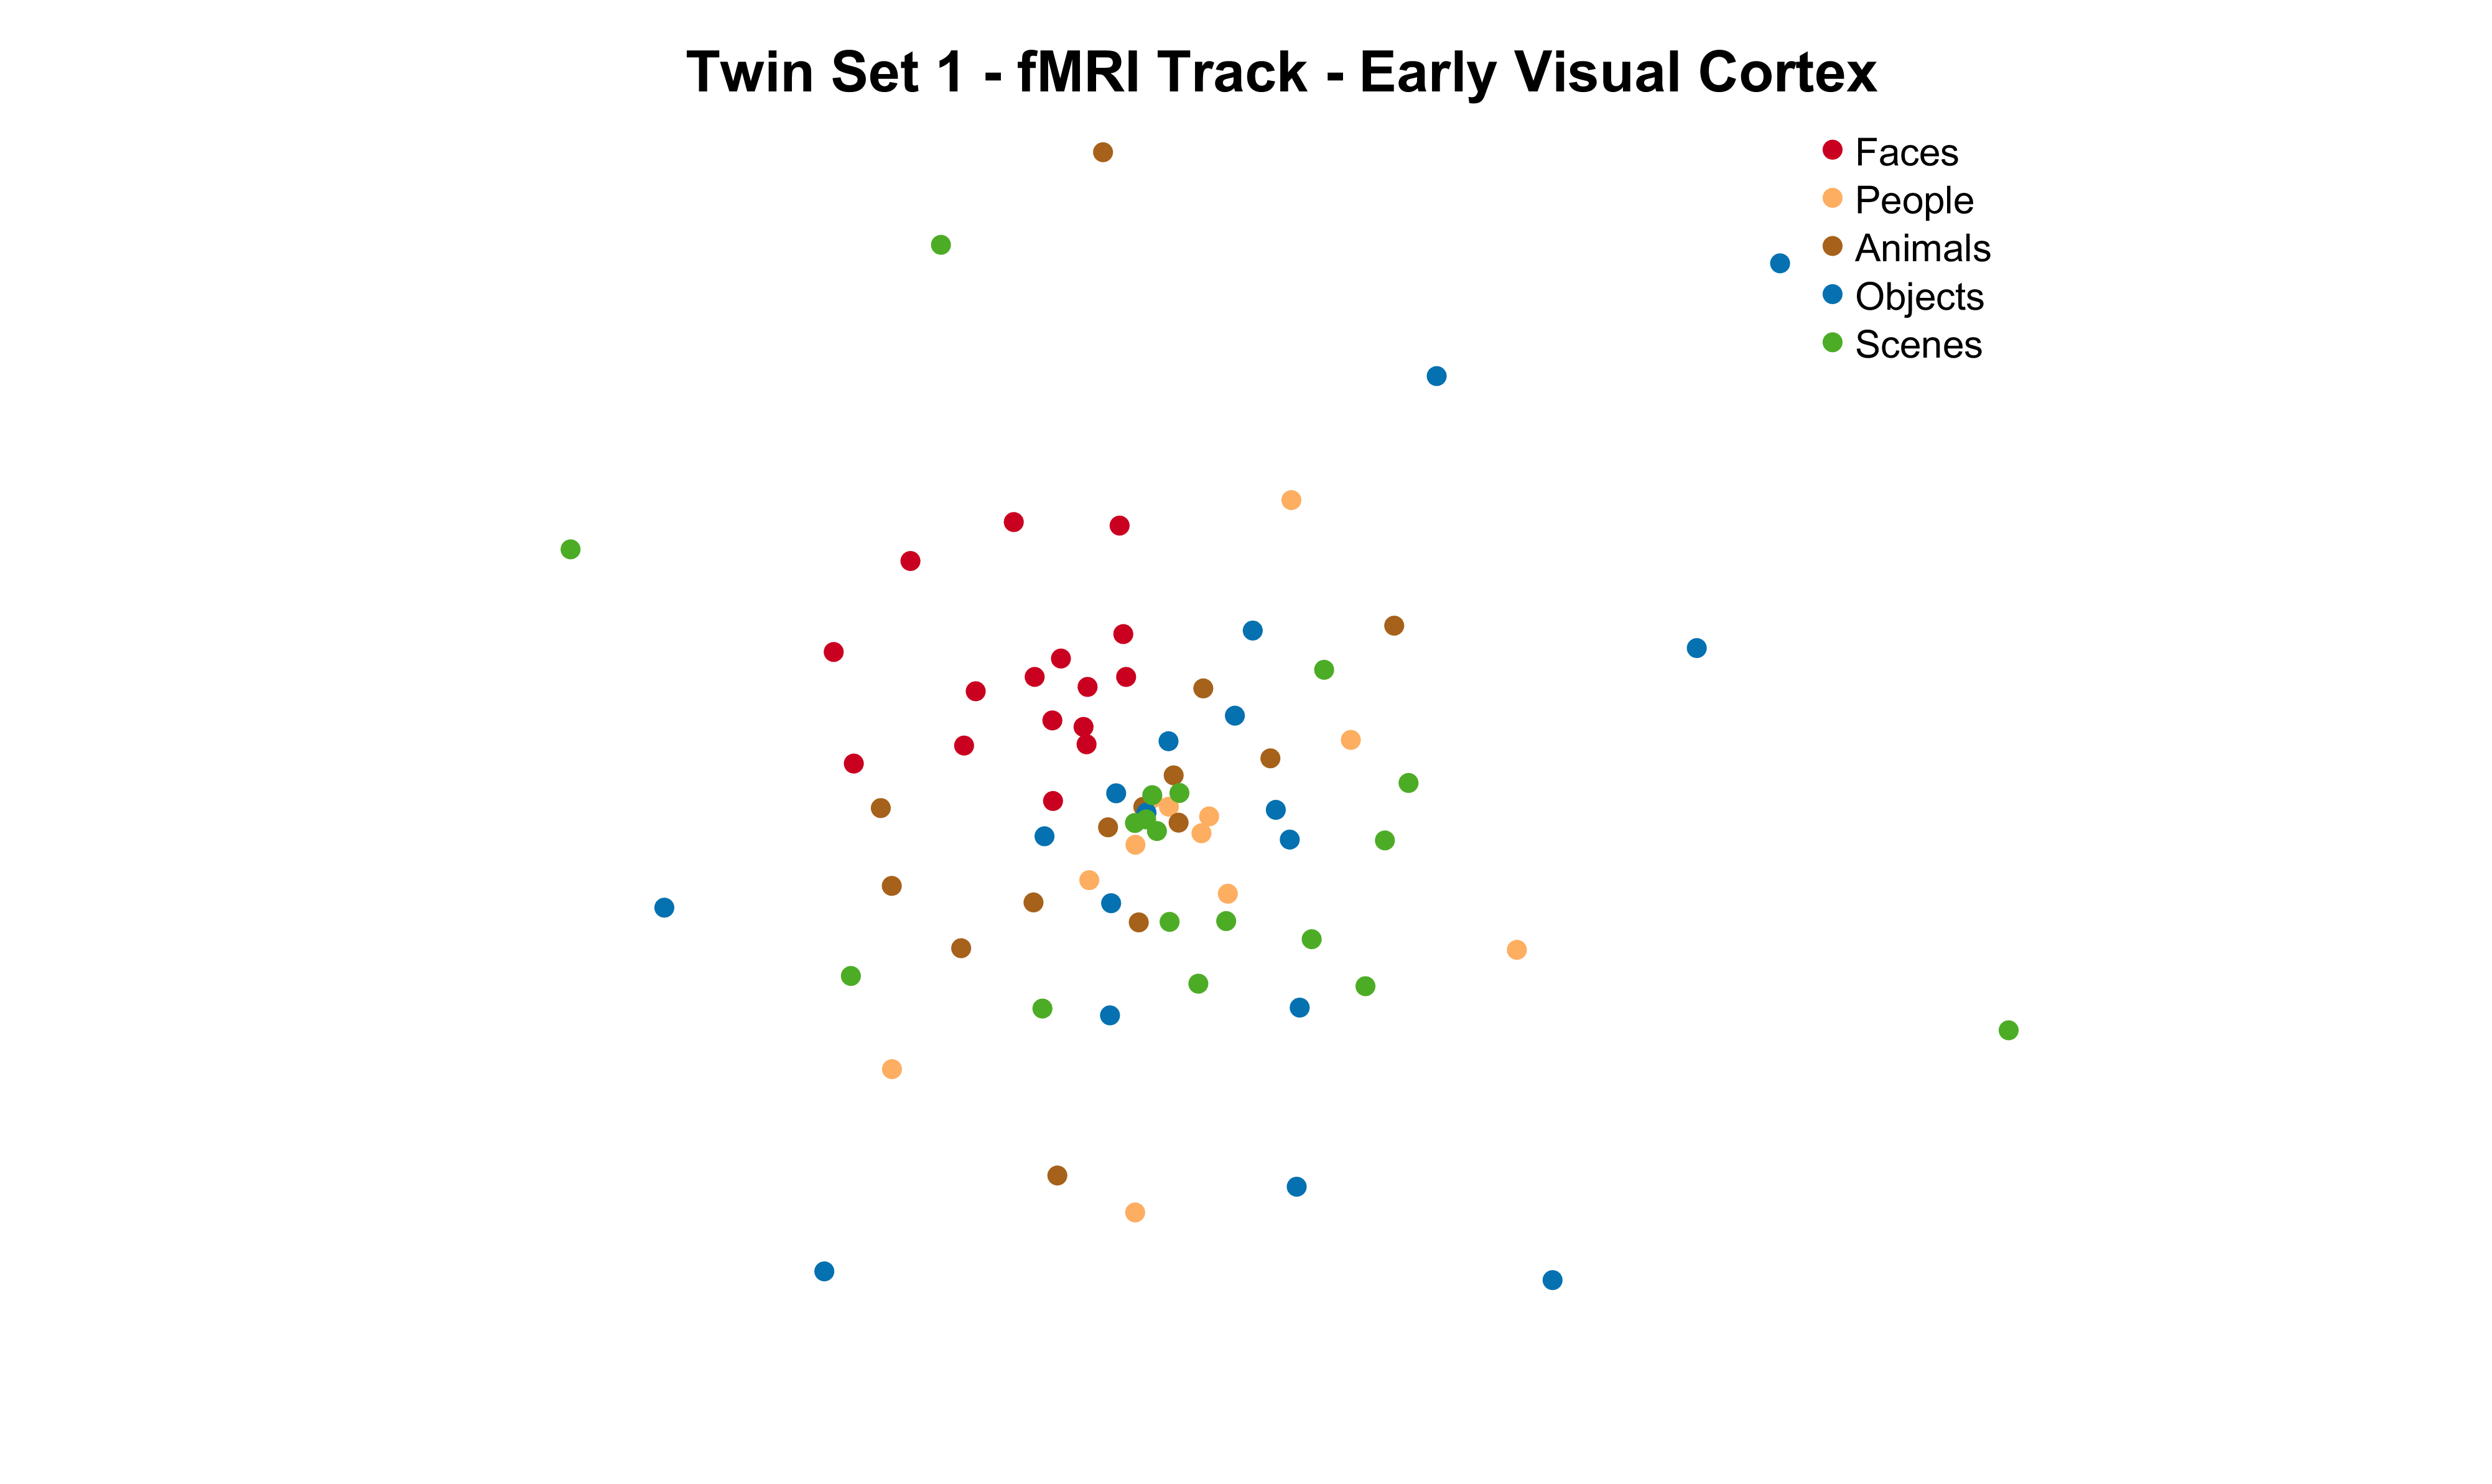 Twin Set 1 - fMRI Track - Early Visual Cortex
Faces
People
Animals
Objects
Scenes